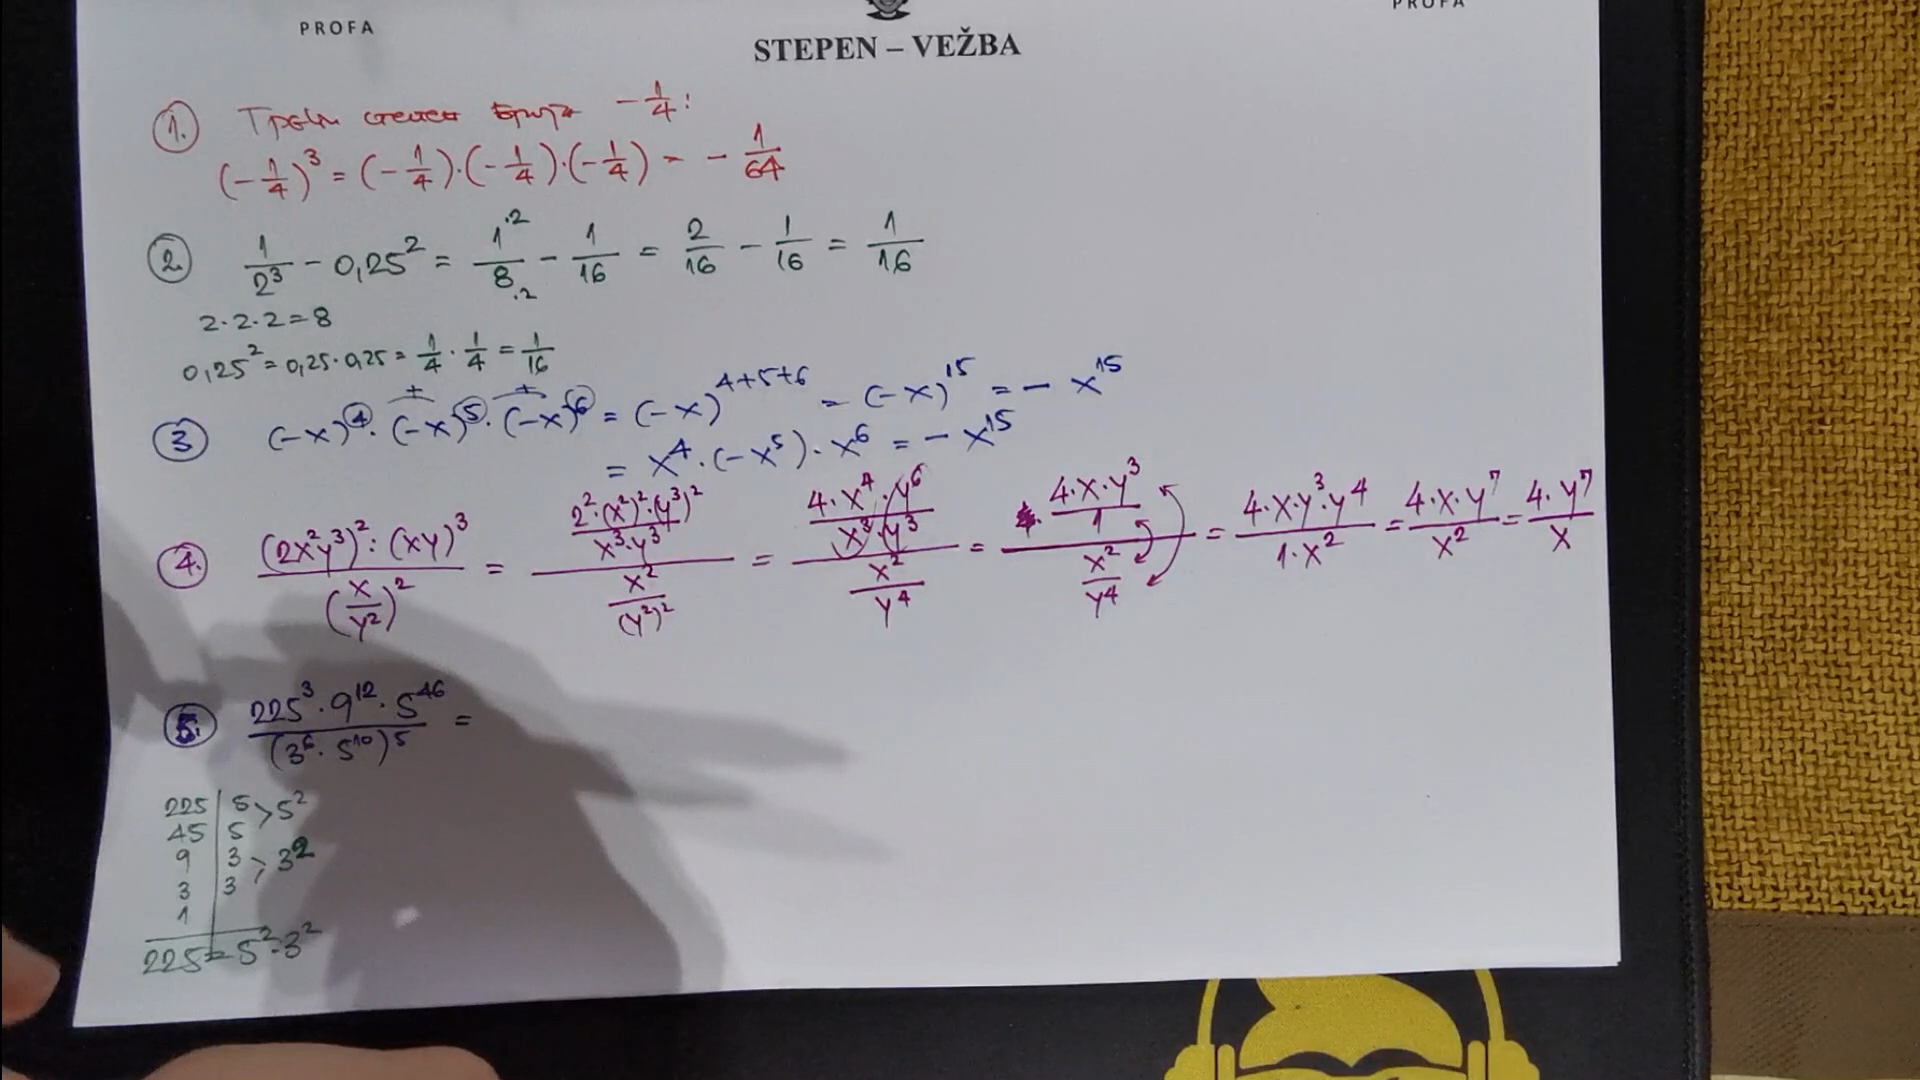 PROFA
PROFA
STEPEN – VEŽBA
1. Трећи степен броја -1/4:
(-1/4)³ = (-1/4)·(-1/4)·(-1/4) = -1/64
2 1/2³ - 0,25² = 1·2/8·2 - 1/16 = 2/16 - 1/16 = 1/16
2·2·2=8
0,25² = 0,25·0,25 = 1/4 · 1/4 = 1/16
3 (-x)⁴·(-x)⁵·(-x)⁶ = (-x)⁴⁺⁵⁺⁶ = (-x)¹⁵ = - x¹⁵
= x⁴·(-x⁵)·x⁶ = - x¹⁵
4. ((2x²y³)² : (xy)³)/((x/y²)²) = ((2²·(x²)²·(y³)²)/(x³·y³))/(x²/(y²)²) = ((4·x⁴·y⁶)/(x³·y³))/(x²/y⁴) = ((4·x·y³)/1)/(x²/y⁴) = (4·x·y³·y⁴)/(1·x²) = (4·x·y⁷)/x² = (4·y⁷)/x
5. (225³·9¹²·5⁴⁶)/((3⁶·5¹⁰)⁵) =
225 | 5 > 5²
45 | 5
9 | 3 > 3²
3 | 3
1 |
225 = 5²·3²